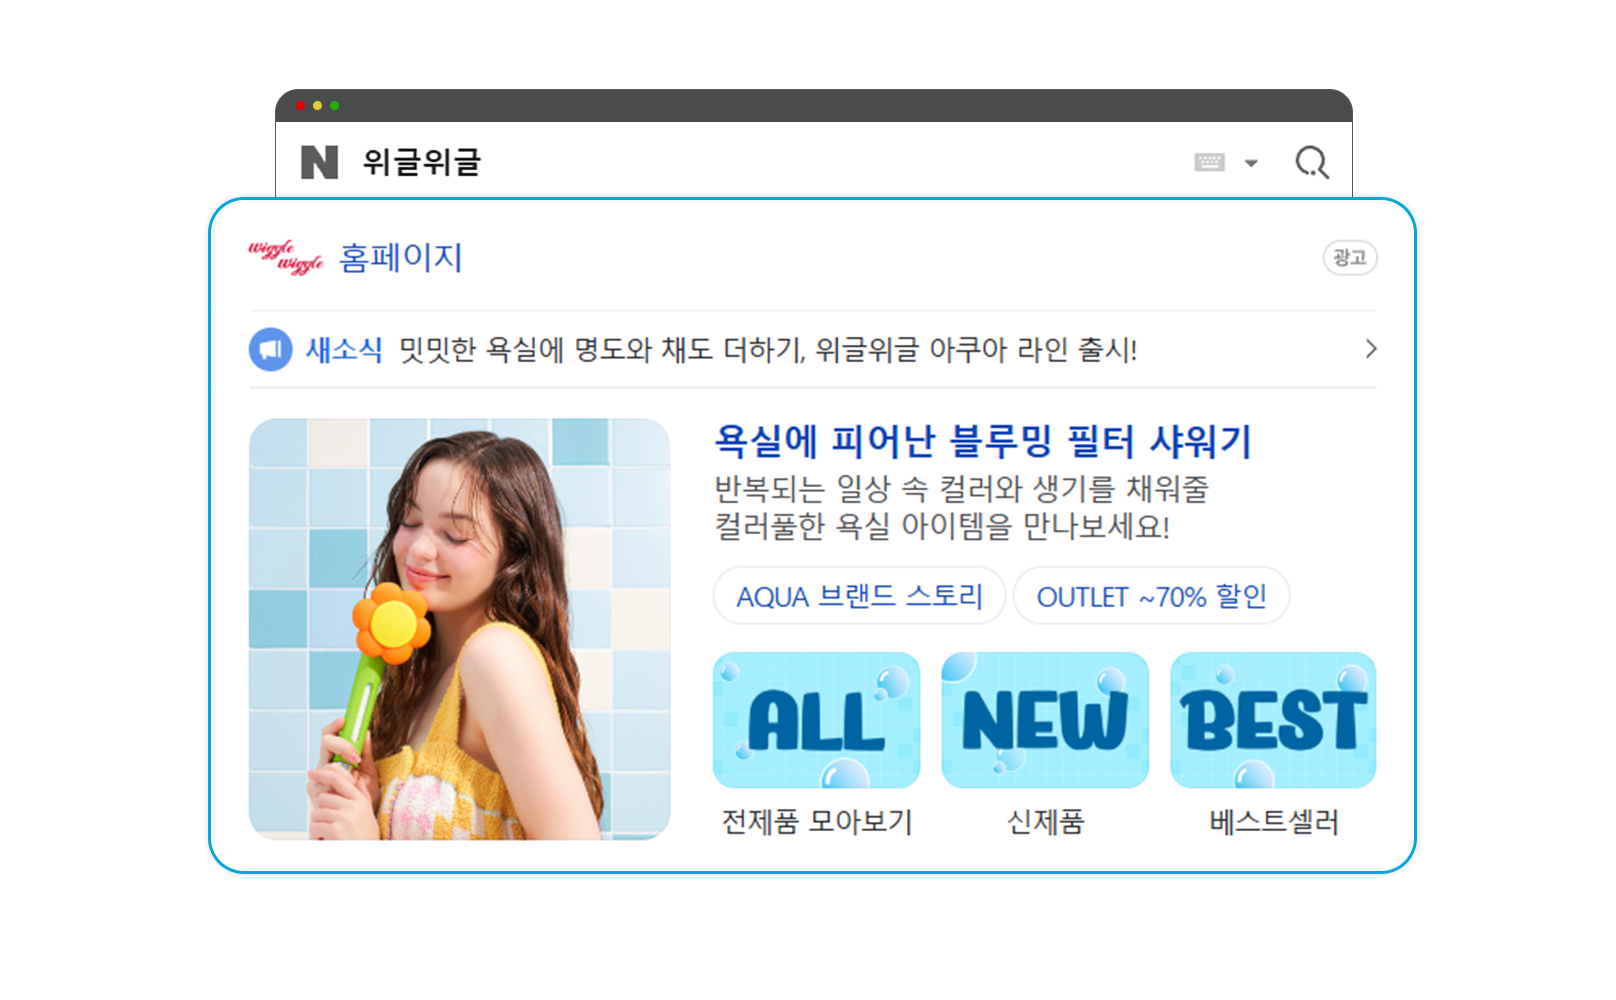 N 위글위글
wiggle wiggle 홈페이지
광고
새소식 밋밋한 욕실에 명도와 채도 더하기, 위글위글 아쿠아 라인 출시!
욕실에 피어난 블루밍 필터 샤워기
반복되는 일상 속 컬러와 생기를 채워줄
컬러풀한 욕실 아이템을 만나보세요!
AQUA 브랜드 스토리
OUTLET ~70% 할인
ALL
NEW
BEST
전제품 모아보기
신제품
베스트셀러